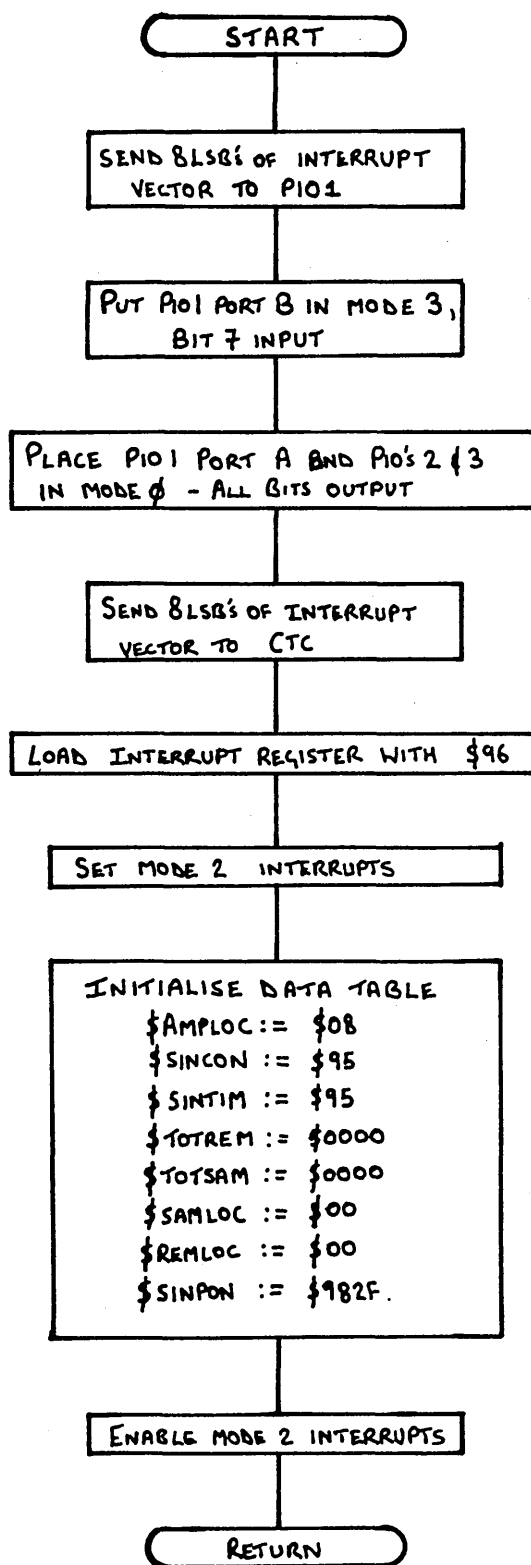 START
SEND 8LSB's OF INTERRUPT
VECTOR TO PIO1
PUT PIO1 PORT B IN MODE 3,
BIT 7 INPUT
PLACE PIO1 PORT A AND PIO's 2 & 3
IN MODE Ø - ALL BITS OUTPUT
SEND 8LSB's OF INTERRUPT
VECTOR TO CTC
LOAD INTERRUPT REGISTER WITH $96
SET MODE 2 INTERRUPTS
INITIALISE DATA TABLE
$AMPLOC := $08
$SINCON := $95
$SINTIM := $95
$TOTREM := $0000
$TOTSAM := $0000
$SAMLOC := $00
$REMLOC := $00
$SINPON := $982F.
ENABLE MODE 2 INTERRUPTS
RETURN